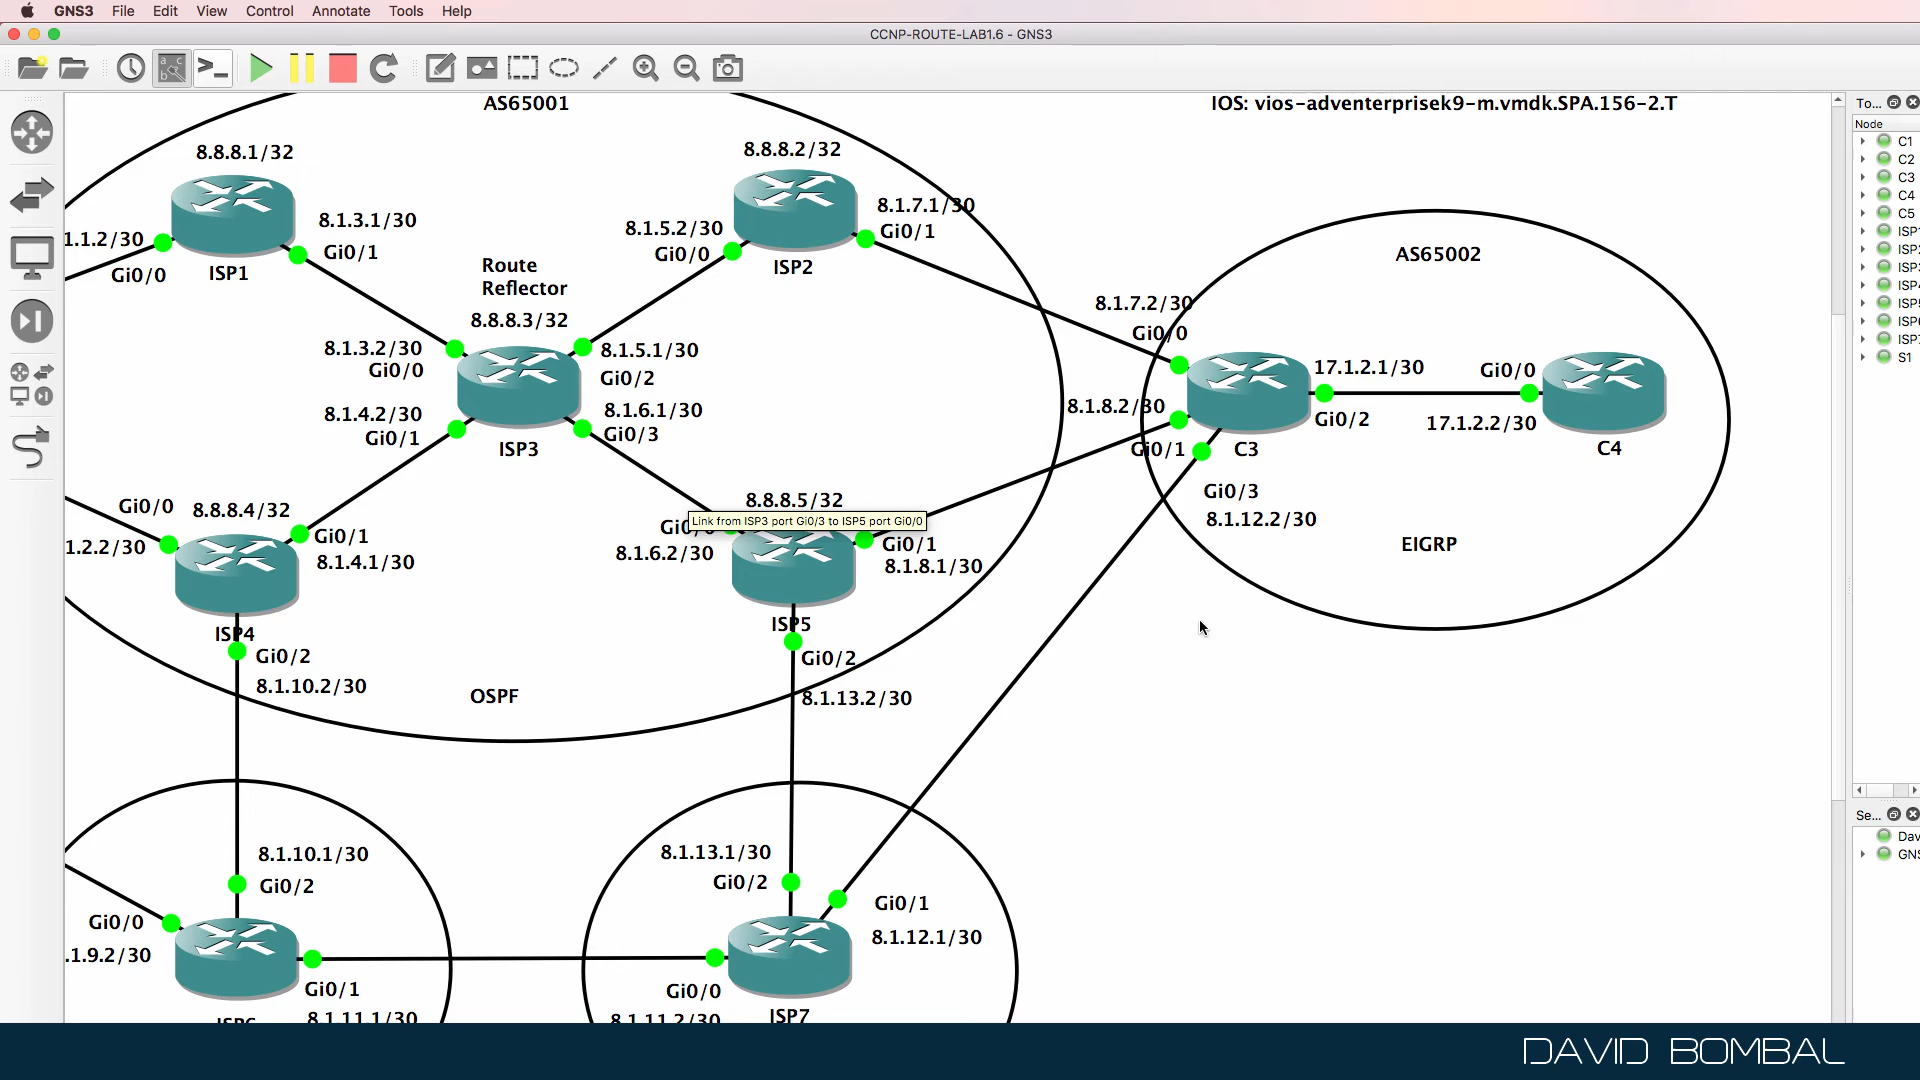 GNS3 File Edit View Control Annotate Tools Help
CCNP-ROUTE-LAB1.6 - GNS3
AS65001
IOS: vios-adventerprisek9-m.vmdk.SPA.156-2.T
8.8.8.1/32
8.8.8.2/32
8.1.7.1/30
Gi0/1
8.1.3.1/30
Gi0/1
8.1.5.2/30
Gi0/0
1.1.2/30
Gi0/0
ISP1
ISP2
Route
Reflector
8.8.8.3/32
AS65002
8.1.7.2/30
Gi0/0
8.1.3.2/30
Gi0/0
8.1.5.1/30
Gi0/2
8.1.4.2/30
Gi0/1
8.1.6.1/30
Gi0/3
ISP3
17.1.2.1/30
Gi0/0
8.1.8.2/30
Gi0/1
C3
Gi0/2
17.1.2.2/30
C4
Gi0/3
8.1.12.2/30
EIGRP
Gi0/0
8.8.8.4/32
8.8.8.5/32
Link from ISP3 port Gi0/3 to ISP5 port Gi0/0
1.2.2/30
Gi0/1
8.1.4.1/30
8.1.6.2/30
Gi0/1
8.1.8.1/30
ISP4
ISP5
Gi0/2
8.1.10.2/30
OSPF
Gi0/2
8.1.13.2/30
8.1.10.1/30
Gi0/2
8.1.13.1/30
Gi0/2
Gi0/0
.1.9.2/30
Gi0/1
8.1.11.1/30
Gi0/1
8.1.12.1/30
Gi0/0
8.1.11.2/30
ISP7
To...
Node
C1
C2
C3
C4
C5
S1
Se...
DAVID BOMBAL